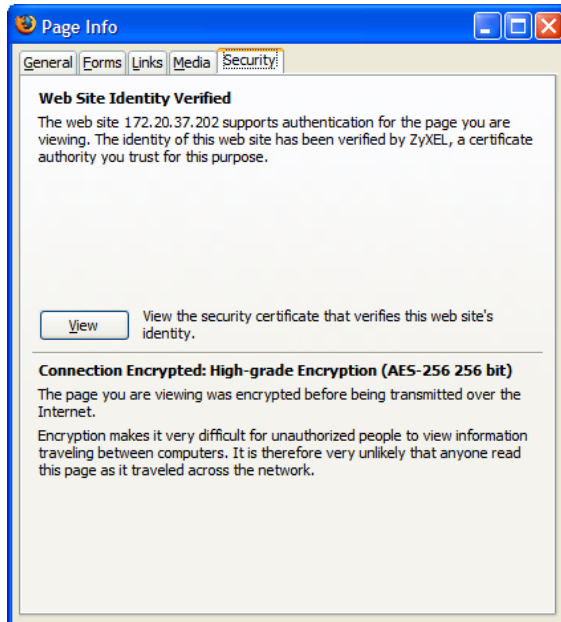 Page Info
General Forms Links Media Security
Web Site Identity Verified
The web site 172.20.37.202 supports authentication for the page you are
viewing. The identity of this web site has been verified by ZyXEL, a certificate
authority you trust for this purpose.
View
View the security certificate that verifies this web site's
identity.
Connection Encrypted: High-grade Encryption (AES-256 256 bit)
The page you are viewing was encrypted before being transmitted over the
Internet.
Encryption makes it very difficult for unauthorized people to view information
traveling between computers. It is therefore very unlikely that anyone read
this page as it traveled across the network.